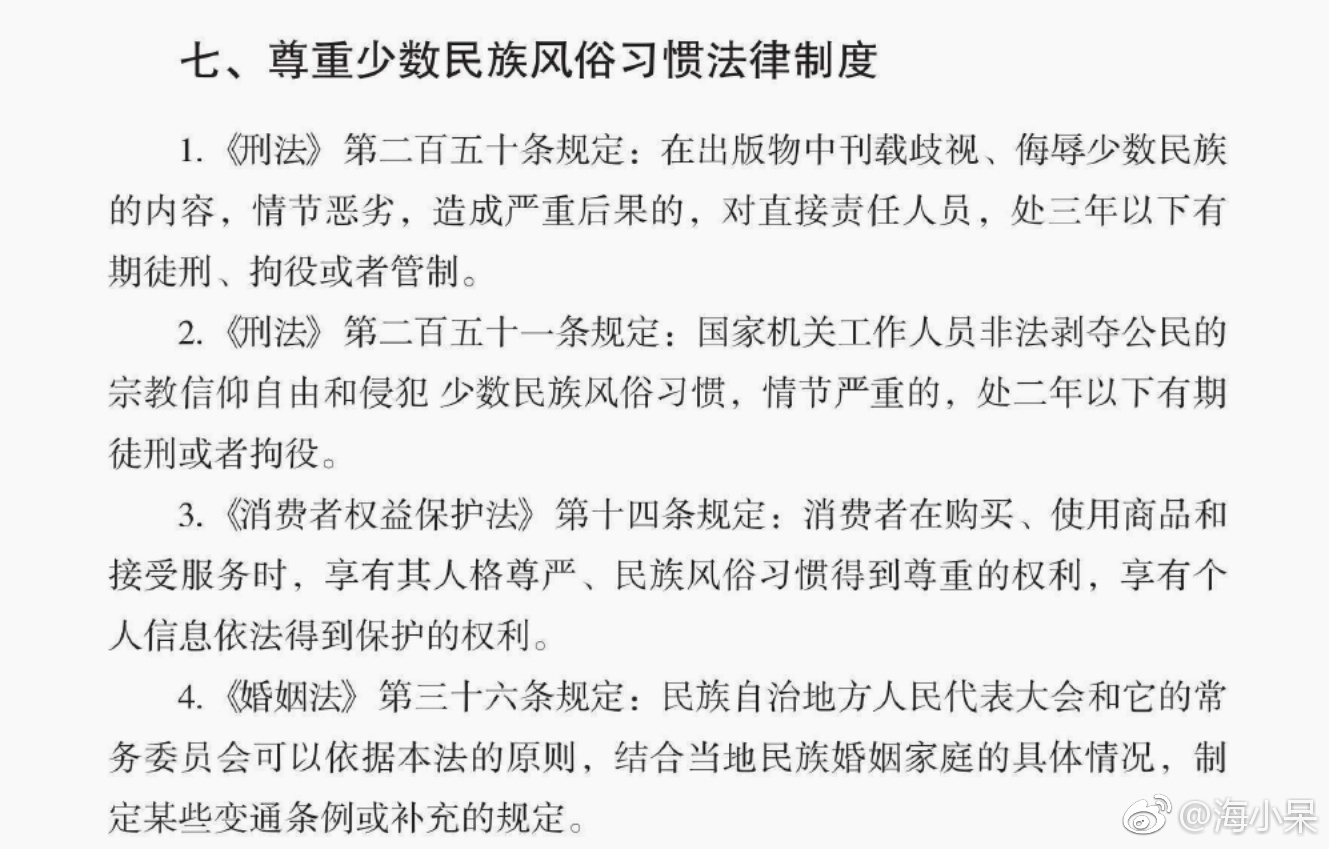 七、尊重少数民族风俗习惯法律制度
1.《刑法》第二百五十条规定：在出版物中刊载歧视、侮辱少数民族
的内容，情节恶劣，造成严重后果的，对直接责任人员，处三年以下有
期徒刑、拘役或者管制。
2.《刑法》第二百五十一条规定：国家机关工作人员非法剥夺公民的
宗教信仰自由和侵犯 少数民族风俗习惯，情节严重的，处二年以下有期
徒刑或者拘役。
3.《消费者权益保护法》第十四条规定：消费者在购买、使用商品和
接受服务时，享有其人格尊严、民族风俗习惯得到尊重的权利，享有个
人信息依法得到保护的权利。
4.《婚姻法》第三十六条规定：民族自治地方人民代表大会和它的常
务委员会可以依据本法的原则，结合当地民族婚姻家庭的具体情况，制
定某些变通条例或补充的规定。
@海小呆